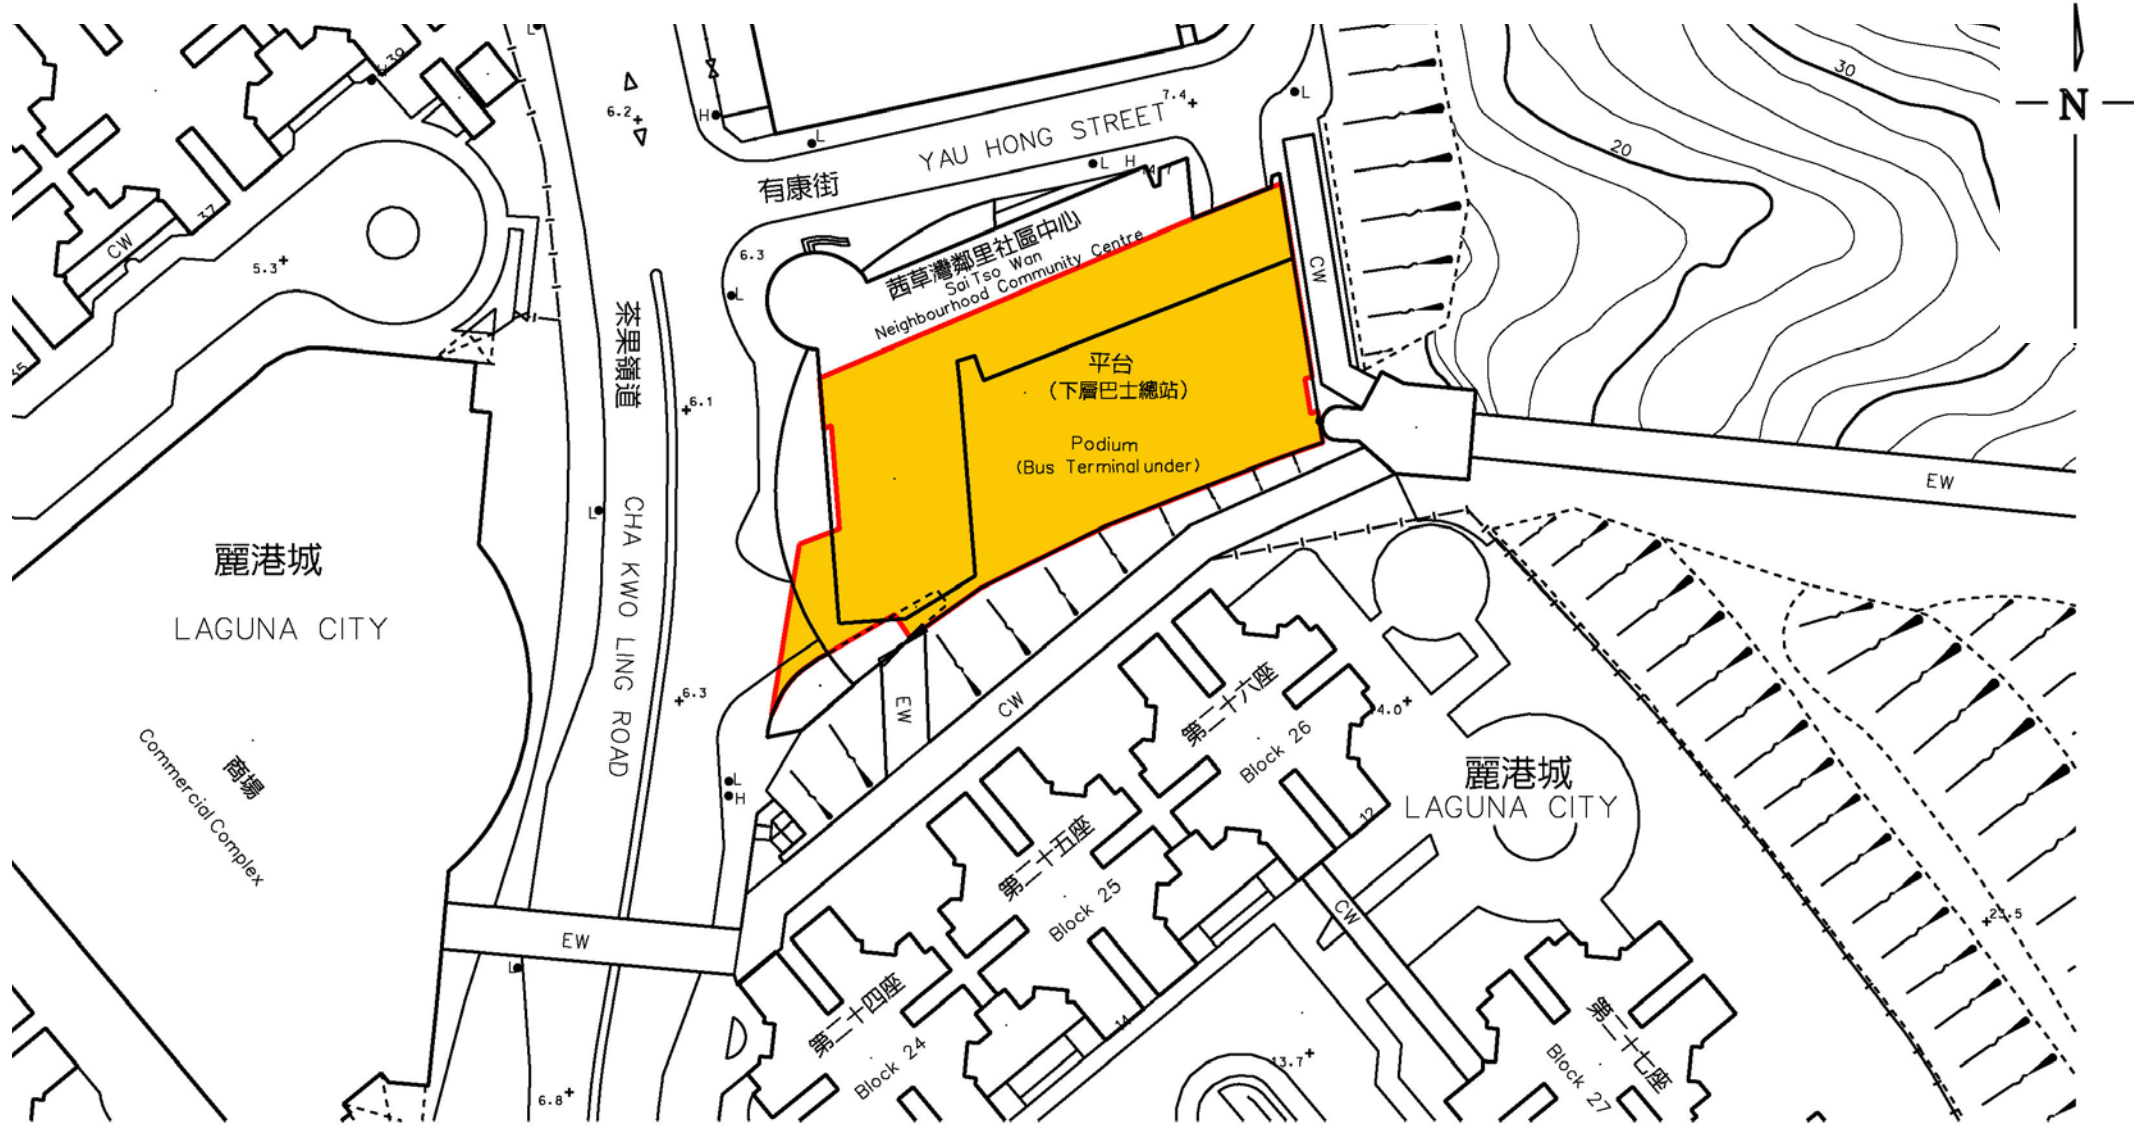 39
L
30
N
6.2
7.4
L
H
L
YAU HONG STREET
20
L H
有康街
37
CW
茜草灣鄰里社區中心
Sai Tso Wan
Neighbourhood Community Centre
5.3
6.3
CW
L
茶果嶺道
平台
(下層巴士總站)
6.1
Podium
(Bus Terminal under)
EW
L
CHA KWO LING ROAD
麗港城
LAGUNA CITY
第二十六座
Block 26
4.0
6.3
EW
CW
商場
Commercial Complex
麗港城
LAGUNA CITY
L
H
12
第二十五座
Block 25
CW
23.5
EW
L
第二十四座
Block 24
14
第二十七座
Block 27
13.7
6.8